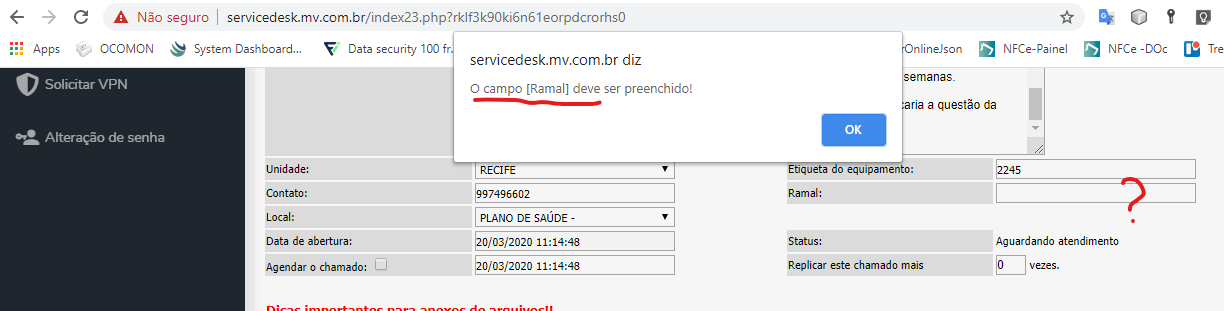 Não seguro | servicedesk.mv.com.br/index23.php?rklf3k90ki6n61eorpdcrorhs0
Apps OCOMON System Dashboard... Data security 100 fr. rOnlineJson NFCe-Painel NFCe -DOc Tre
servicedesk.mv.com.br diz
O campo [Ramal] deve ser preenchido!
OK
Solicitar VPN
Alteração de senha
semanas.
caria a questão da
Unidade: RECIFE Etiqueta do equipamento: 2245
Contato: 997496602 Ramal: ?
Local: PLANO DE SAÚDE -
Data de abertura: 20/03/2020 11:14:48 Status: Aguardando atendimento
Agendar o chamado: 20/03/2020 11:14:48 Replicar este chamado mais 0 vezes.
Dicas importantes para anexos de arquivos!!